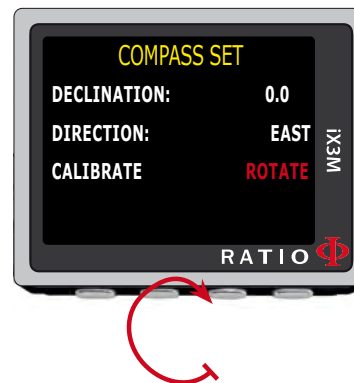 COMPASS SET
DECLINATION: 0.0
DIRECTION: EAST
CALIBRATE ROTATE
iX3M
RATIO